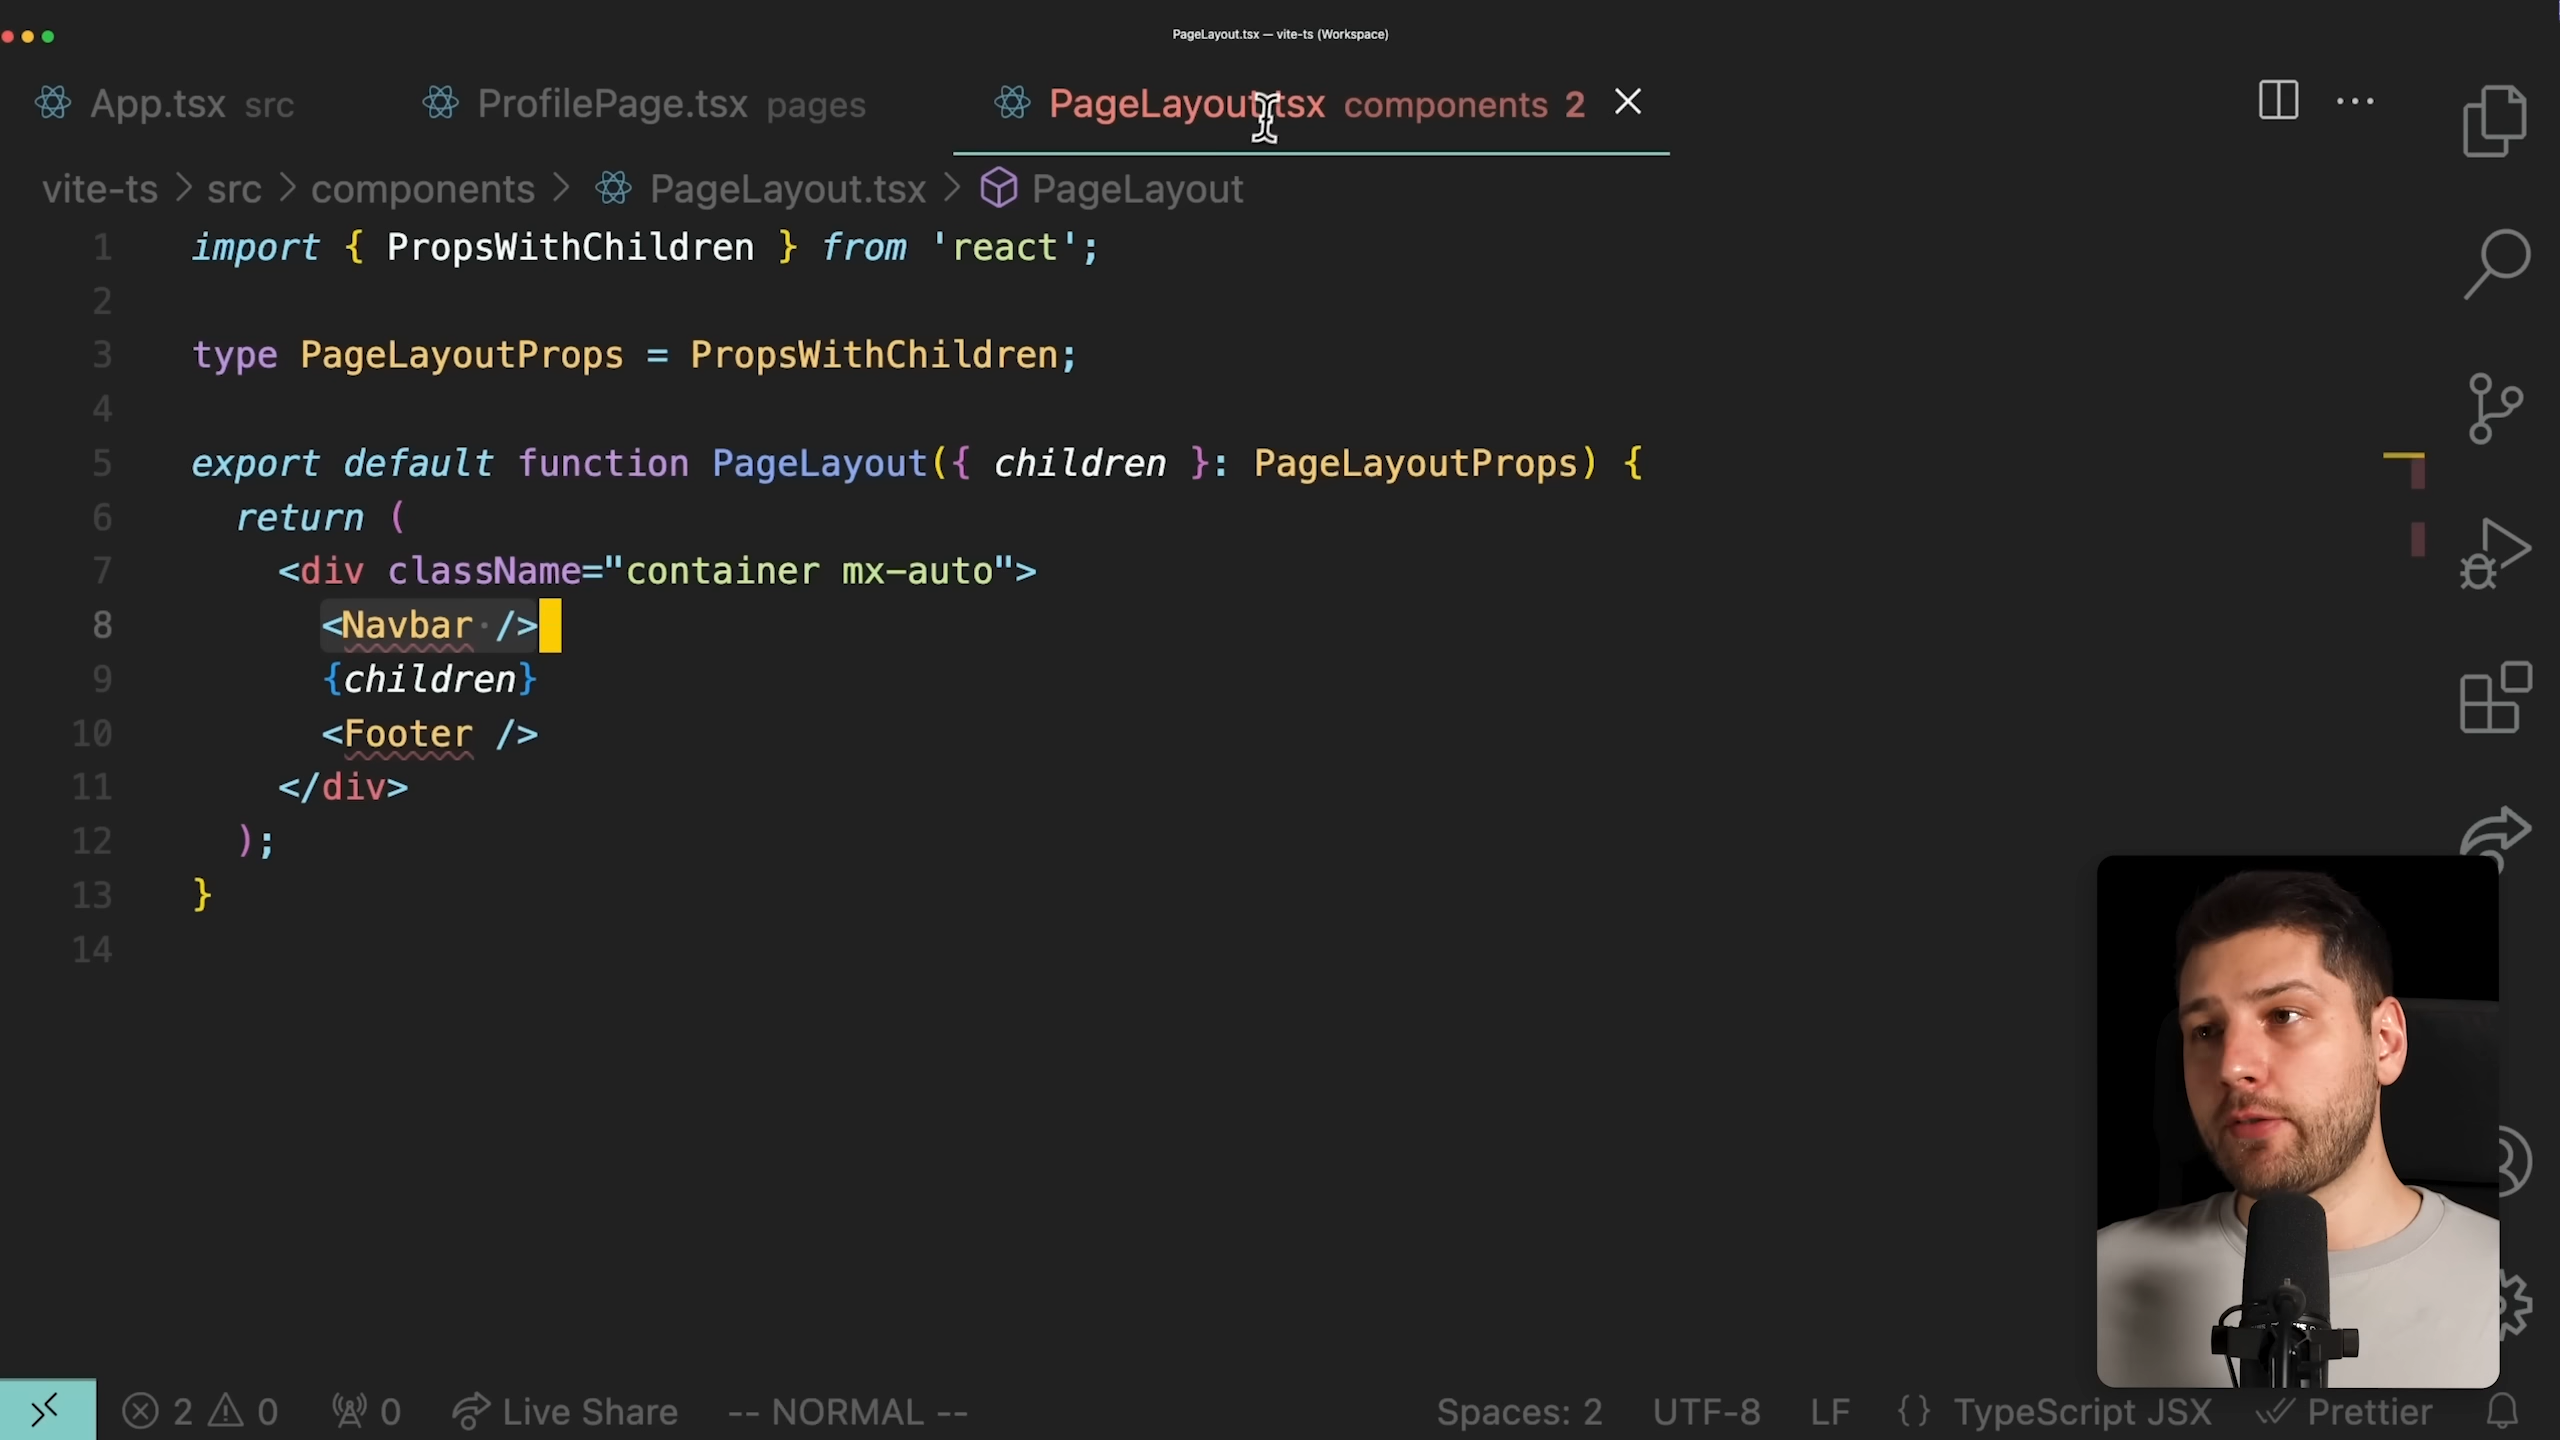 PageLayout.tsx — vite-ts (Workspace)
App.tsx src
ProfilePage.tsx pages
PageLayout.tsx components 2
vite-ts > src > components > PageLayout.tsx > PageLayout
1 import { PropsWithChildren } from 'react';
2
3 type PageLayoutProps = PropsWithChildren;
4
5 export default function PageLayout({ children }: PageLayoutProps) {
6 return (
7 <div className="container mx-auto">
8 <Navbar />
9 {children}
10 <Footer />
11 </div>
12 );
13 }
14
2 0 0 Live Share -- NORMAL -- Spaces: 2 UTF-8 LF {} TypeScript JSX Prettier